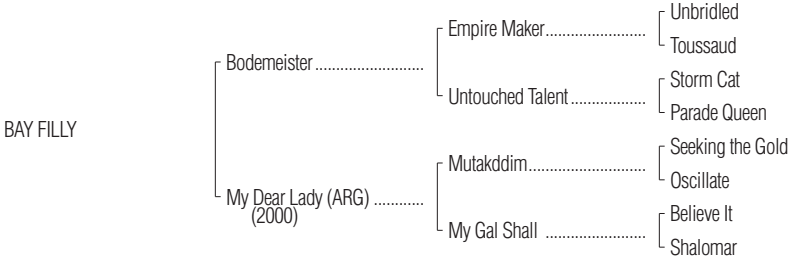 Unbridled
Empire Maker.......................
Toussaud
Bodemeister.........................
Storm Cat
Untouched Talent.................
Parade Queen
BAY FILLY
Seeking the Gold
Mutakddim...........................
Oscillate
My Dear Lady (ARG) ............
(2000)
Believe It
My Gal Shall ........................
Shalomar